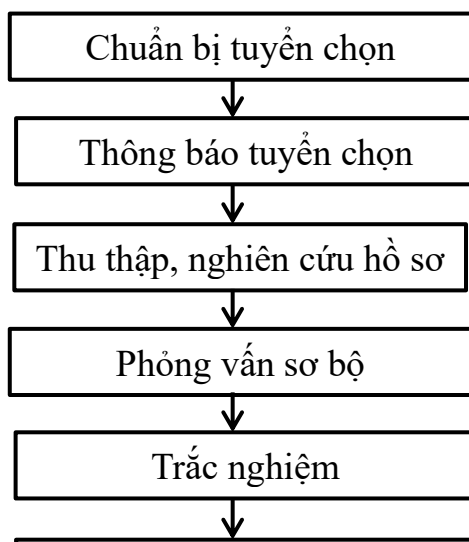 Chuẩn bị tuyển chọn
Thông báo tuyển chọn
Thu thập, nghiên cứu hồ sơ
Phỏng vấn sơ bộ
Trắc nghiệm